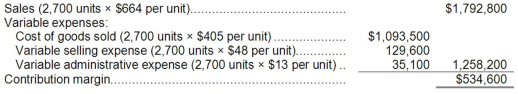 Sales (2,700 units × $664 per unit)............................................ $1,792,800
Variable expenses:
Cost of goods sold (2,700 units × $405 per unit)..................... $1,093,500
Variable selling expense (2,700 units × $48 per unit).............. 129,600
Variable administrative expense (2,700 units × $13 per unit).. 35,100 1,258,200
Contribution margin.................................................................... $534,600